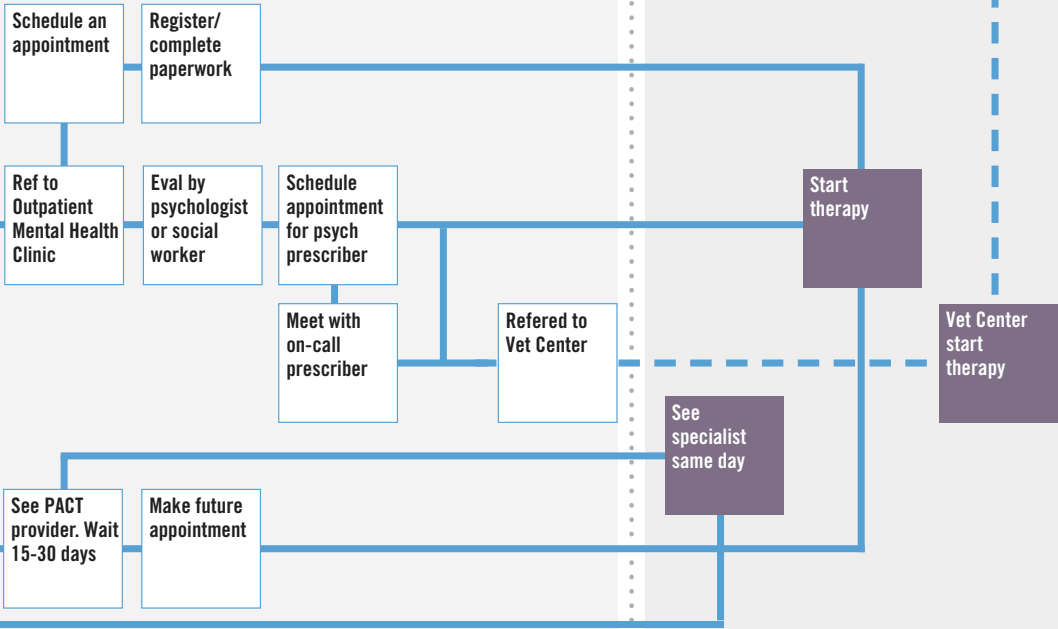 Schedule an
appointment
Register/
complete
paperwork
Ref to
Outpatient
Mental Health
Clinic
Eval by
psychologist
or social
worker
Schedule
appointment
for psych
prescriber
Start
therapy
Meet with
on-call
prescriber
Refered to
Vet Center
Vet Center
start
therapy
See
specialist
same day
See PACT
provider. Wait
15-30 days
Make future
appointment